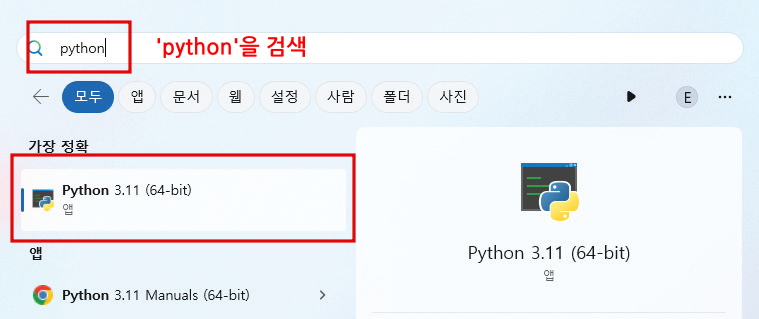 python 'python'을 검색
모두 앱 문서 웹 설정 사람 폴더 사진 E ...
가장 정확
Python 3.11 (64-bit)
앱
Python 3.11 (64-bit)
앱
앱
Python 3.11 Manuals (64-bit)